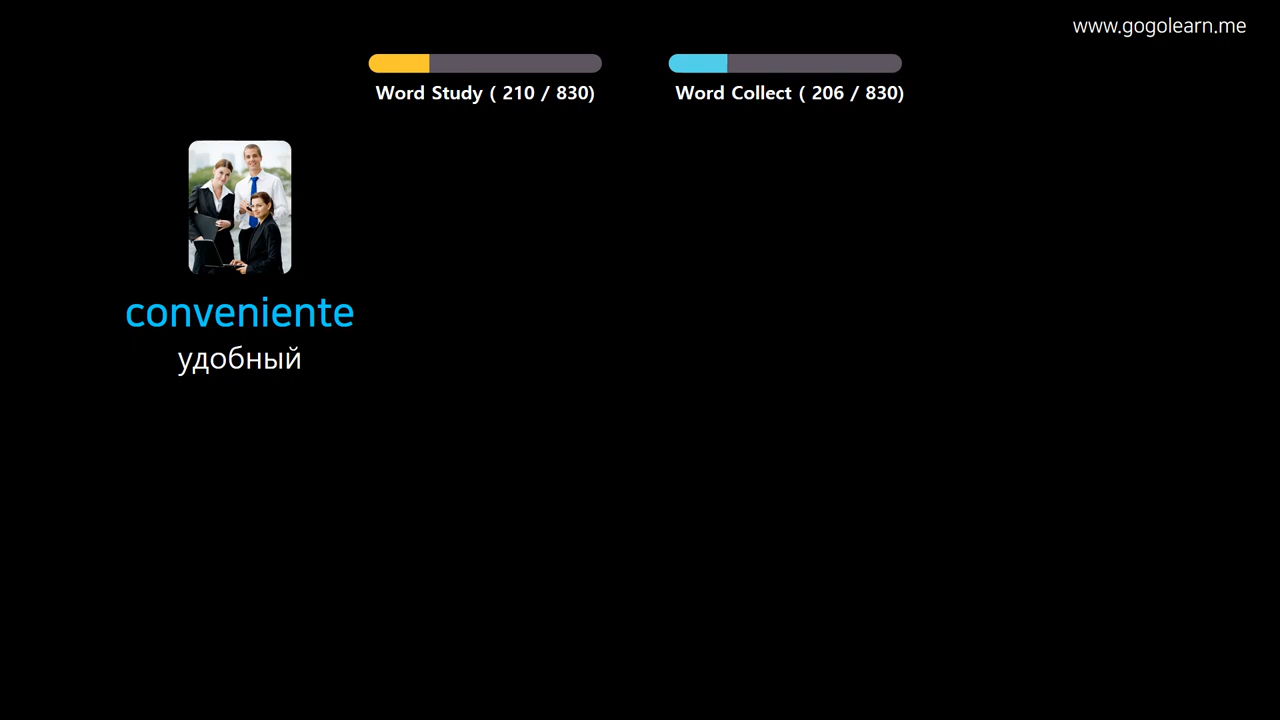 www.gogolearn.me
Word Study ( 210 / 830)
Word Collect ( 206 / 830)
conveniente
удобный